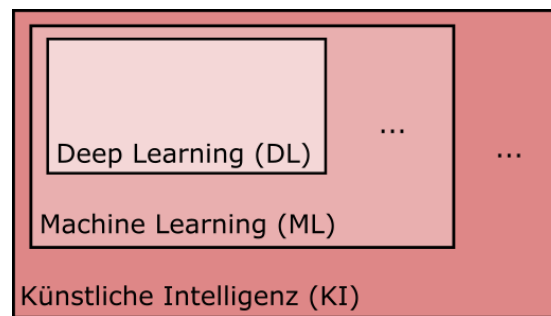 ...
...
Deep Learning (DL)
Machine Learning (ML)
Künstliche Intelligenz (KI)